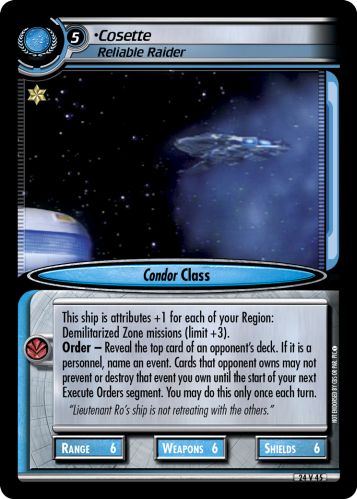 5
•Cosette
Reliable Raider
Condor Class
This ship is attributes +1 for each of your Region:
Demilitarized Zone missions (limit +3).
Order – Reveal the top card of an opponent's deck. If it is a
personnel, name an event. Cards that opponent owns may not
prevent or destroy that event you own until the start of your next
Execute Orders segment. You may do this only once each turn.
"Lieutenant Ro's ship is not retreating with the others."
RANGE 6
WEAPONS 6
SHIELDS 6
24 V 45